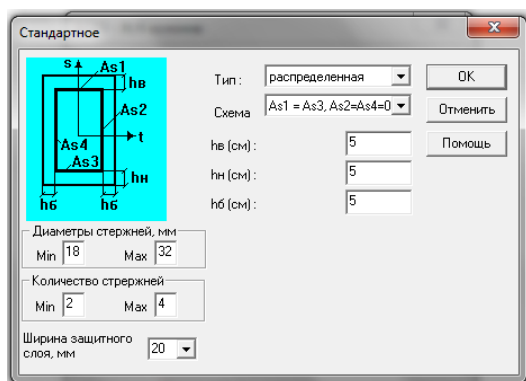 Стандартное
s
As1
hв
As2
t
As4
As3
hн
hб hб
Тип: распределенная
Схема As1 = As3, As2=As4=0
hв (см): 5
hн (см): 5
hб (см): 5
OK
Отменить
Помощь
Диаметры стержней, мм
Min 18 Max 32
Количество стрержней
Min 2 Max 4
Ширина защитного
слоя, мм 20